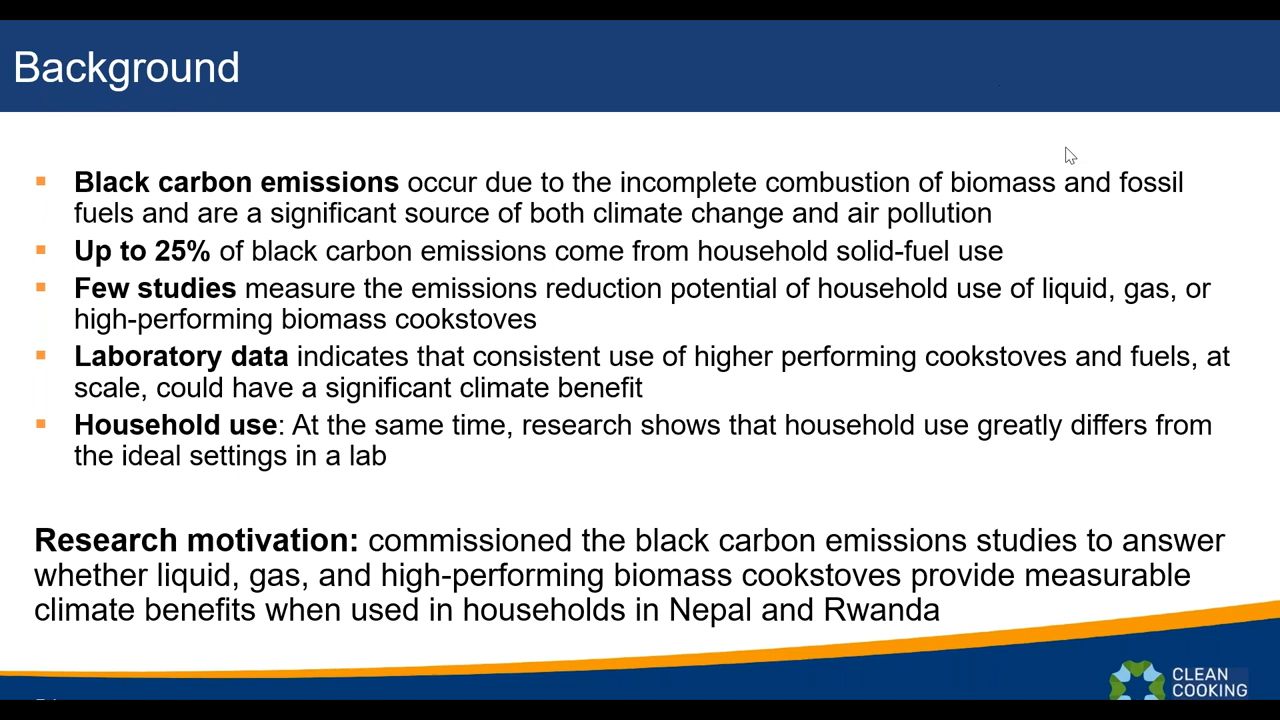 Background
Black carbon emissions occur due to the incomplete combustion of biomass and fossil
fuels and are a significant source of both climate change and air pollution
Up to 25% of black carbon emissions come from household solid-fuel use
Few studies measure the emissions reduction potential of household use of liquid, gas, or
high-performing biomass cookstoves
Laboratory data indicates that consistent use of higher performing cookstoves and fuels, at
scale, could have a significant climate benefit
Household use: At the same time, research shows that household use greatly differs from
the ideal settings in a lab
Research motivation: commissioned the black carbon emissions studies to answer
whether liquid, gas, and high-performing biomass cookstoves provide measurable
climate benefits when used in households in Nepal and Rwanda
CLEAN
COOKING